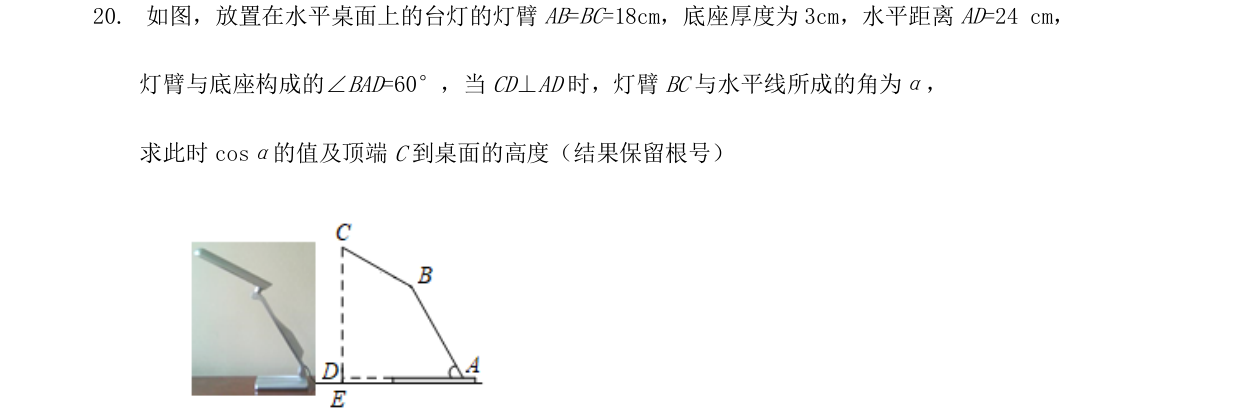 20. 如图，放置在水平桌面上的台灯的灯臂 AB=BC=18cm，底座厚度为 3cm，水平距离 AD=24 cm，
灯臂与底座构成的∠BAD=60°，当 CD⊥AD 时，灯臂 BC 与水平线所成的角为 α，
求此时 cosα的值及顶端 C 到桌面的高度（结果保留根号）
C
B
D
A
E